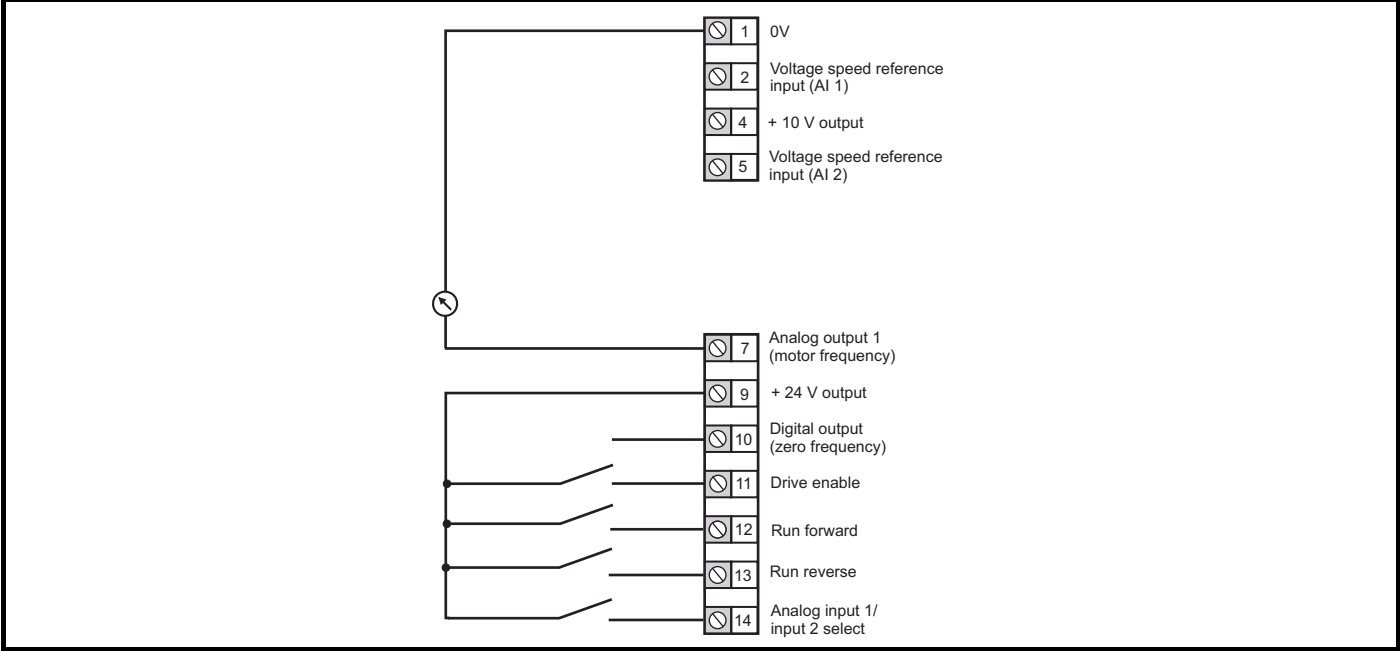 1 0V
2 Voltage speed reference
input (AI 1)
4 + 10 V output
5 Voltage speed reference
input (AI 2)
7 Analog output 1
(motor frequency)
9 + 24 V output
10 Digital output
(zero frequency)
11 Drive enable
12 Run forward
13 Run reverse
14 Analog input 1/
input 2 select